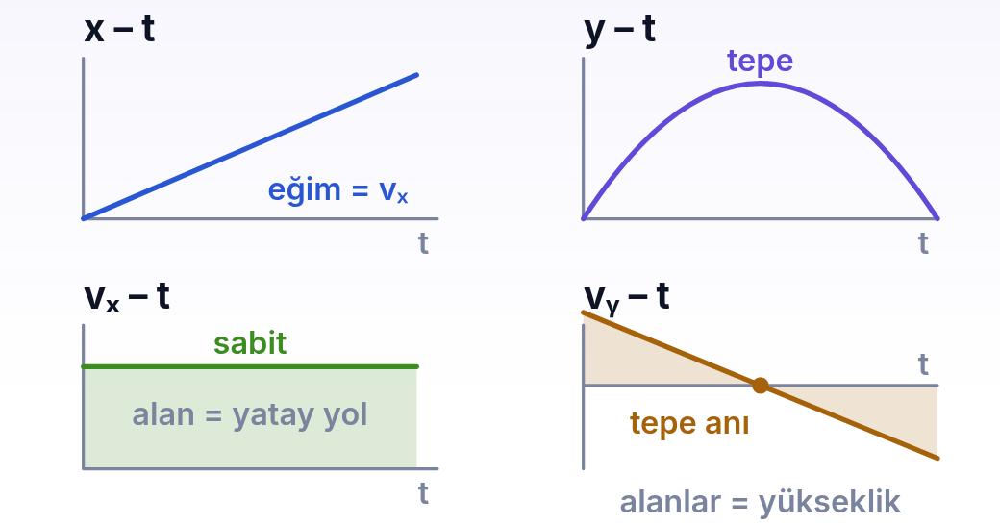 x – t
eğim = vₓ
t
y – t
tepe
t
vₓ – t
sabit
alan = yatay yol
t
vᵧ – t
t
tepe anı
alanlar = yükseklik